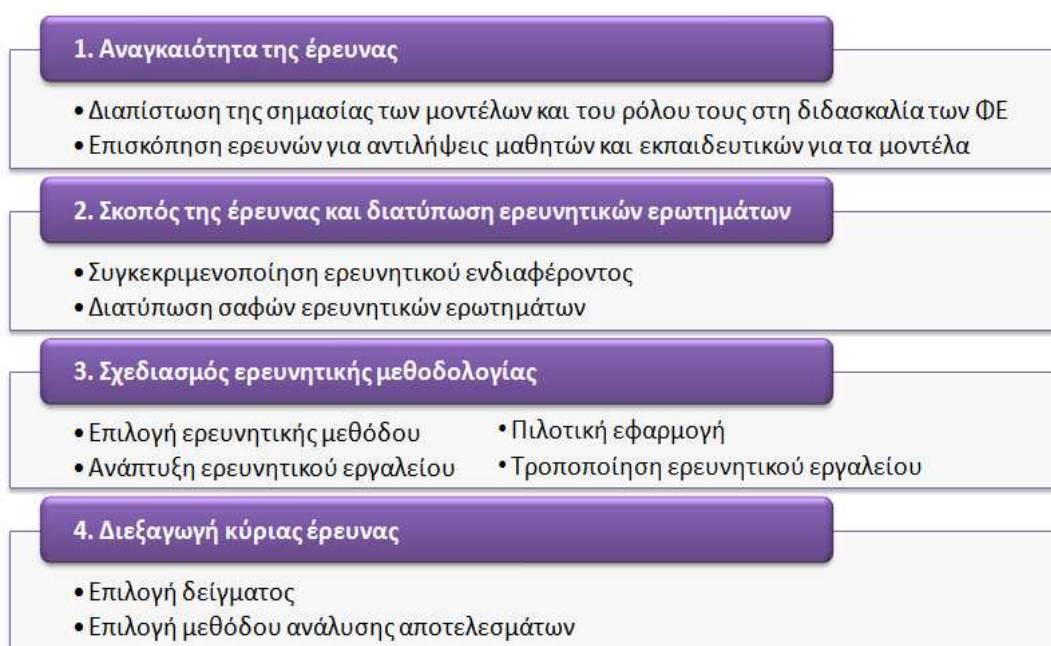 1. Αναγκαιότητα της έρευνας
• Διαπίστωση της σημασίας των μοντέλων και του ρόλου τους στη διδασκαλία των ΦΕ
• Επισκόπηση ερευνών για αντιλήψεις μαθητών και εκπαιδευτικών για τα μοντέλα
2. Σκοπός της έρευνας και διατύπωση ερευνητικών ερωτημάτων
• Συγκεκριμενοποίηση ερευνητικού ενδιαφέροντος
• Διατύπωση σαφών ερευνητικών ερωτημάτων
3. Σχεδιασμός ερευνητικής μεθοδολογίας
• Επιλογή ερευνητικής μεθόδου
• Ανάπτυξη ερευνητικού εργαλείου
• Πιλοτική εφαρμογή
• Τροποποίηση ερευνητικού εργαλείου
4. Διεξαγωγή κύριας έρευνας
• Επιλογή δείγματος
• Επιλογή μεθόδου ανάλυσης αποτελεσμάτων